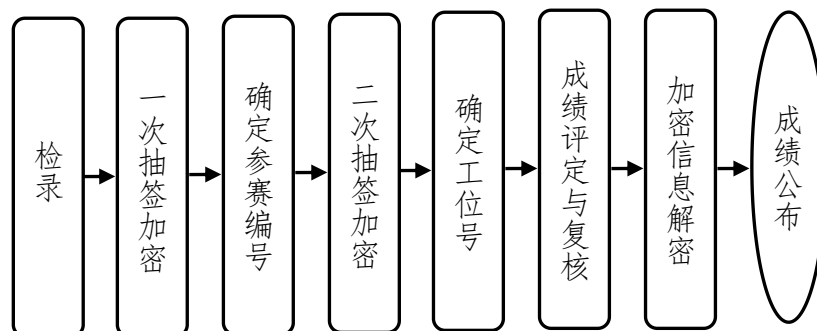 检录
一次抽签加密
确定参赛编号
二次抽签加密
确定工位号
成绩评定与复核
加密信息解密
成绩公布